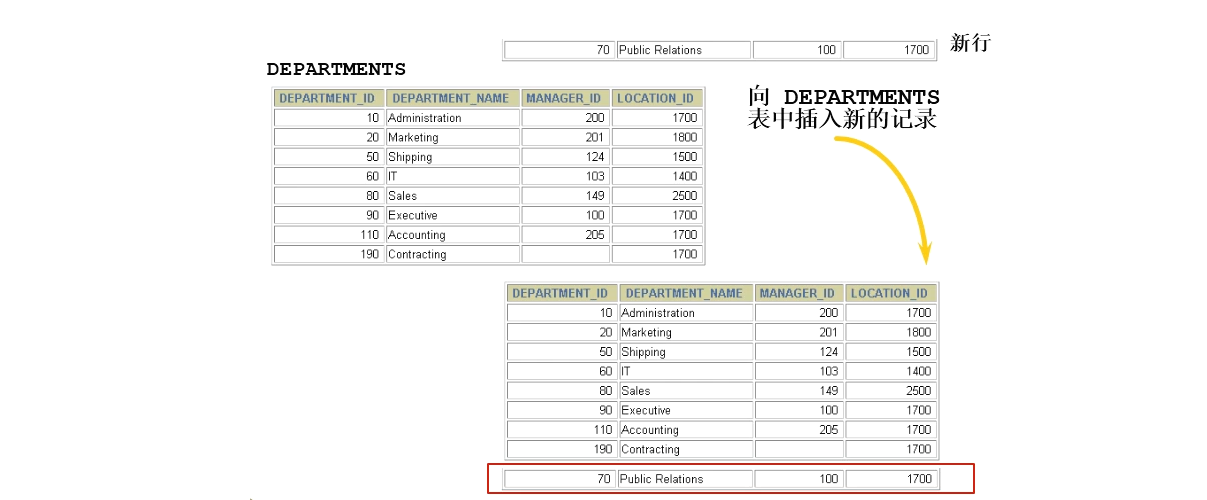 70 Public Relations 100 1700 新行
DEPARTMENTS
DEPARTMENT_ID DEPARTMENT_NAME MANAGER_ID LOCATION_ID
10 Administration 200 1700
20 Marketing 201 1800
50 Shipping 124 1500
60 IT 103 1400
80 Sales 149 2500
90 Executive 100 1700
110 Accounting 205 1700
190 Contracting 1700
向 DEPARTMENTS
表中插入新的记录
DEPARTMENT_ID DEPARTMENT_NAME MANAGER_ID LOCATION_ID
10 Administration 200 1700
20 Marketing 201 1800
50 Shipping 124 1500
60 IT 103 1400
80 Sales 149 2500
90 Executive 100 1700
110 Accounting 205 1700
190 Contracting 1700
70 Public Relations 100 1700